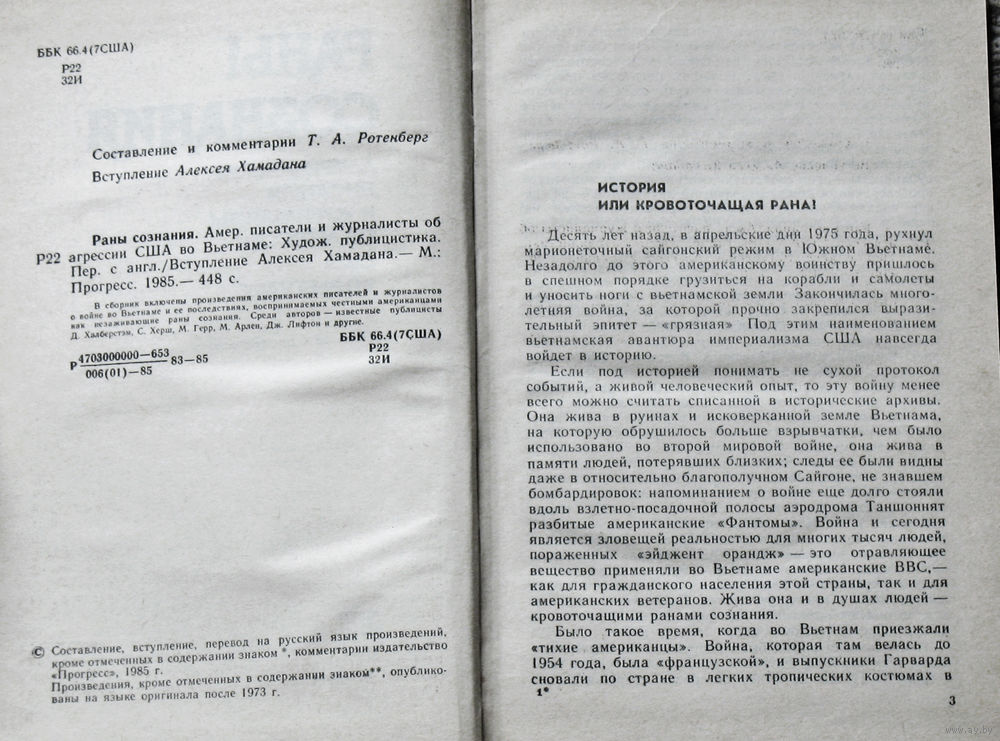 ББК 66.4(7США)
Р22
32И
Составление и комментарии Т. А. Ротенберг
Вступление Алексея Хамадана
Раны сознания. Амер. писатели и журналисты об
Р22 агрессии США во Вьетнаме: Худож. публицистика.
Пер. с англ./Вступление Алексея Хамадана.— М.:
Прогресс. 1985.— 448 с.
В сборник включены произведения американских писателей и журналистов
о войне во Вьетнаме и ее последствиях, воспринимаемых честными американцами
как незаживающие раны сознания. Среди авторов — известные публицисты
Д. Халберстэм, С. Херш, М. Герр, М. Арлен, Дж. Лифтон и другие.
Р 4703000000—653 83—85
006(01)—85
ББК 66.4(7США)
Р22
32И
© Составление, вступление, перевод на русский язык произведений,
кроме отмеченных в содержании знаком *, комментарии издательство
«Прогресс», 1985 г.
Произведения, кроме отмеченных в содержании знаком**, опублико-
ваны на языке оригинала после 1973 г.
ИСТОРИЯ
ИЛИ КРОВОТОЧАЩАЯ РАНА!
Десять лет назад, в апрельские дни 1975 года, рухнул
марионеточный сайгонский режим в Южном Вьетнаме.
Незадолго до этого американскому воинству пришлось
в спешном порядке грузиться на корабли и самолеты
и уносить ноги с вьетнамской земли Закончилась много-
летняя война, за которой прочно закрепился вырази-
тельный эпитет — «грязная» Под этим наименованием
вьетнамская авантюра империализма США навсегда
войдет в историю.
Если под историей понимать не сухой протокол
событий, а живой человеческий опыт, то эту войну менее
всего можно считать списанной в исторические архивы.
Она жива в руинах и исковерканной земле Вьетнама,
на которую обрушилось больше взрывчатки, чем было
использовано во второй мировой войне, она жива в
памяти людей, потерявших близких; следы ее были видны
даже в относительно благополучном Сайгоне, не знавшем
бомбардировок: напоминанием о войне еще долго стояли
вдоль взлетно-посадочной полосы аэродрома Таншоннят
разбитые американские «Фантомы». Война и сегодня
является зловещей реальностью для многих тысяч людей,
пораженных «эйджент орандж» — это отравляющее
вещество применяли во Вьетнаме американские ВВС,—
как для гражданского населения этой страны, так и для
американских ветеранов. Жива она и в душах людей —
кровоточащими ранами сознания.
Было такое время, когда во Вьетнам приезжали
«тихие американцы». Война, которая там велась до
1954 года, была «французской», и выпускники Гарварда
сновали по стране в легких тропических костюмах в
1*
3
www.ay.by